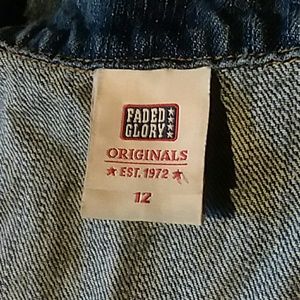 FADED
GLORY
ORIGINALS
★ EST. 1972 ★
12